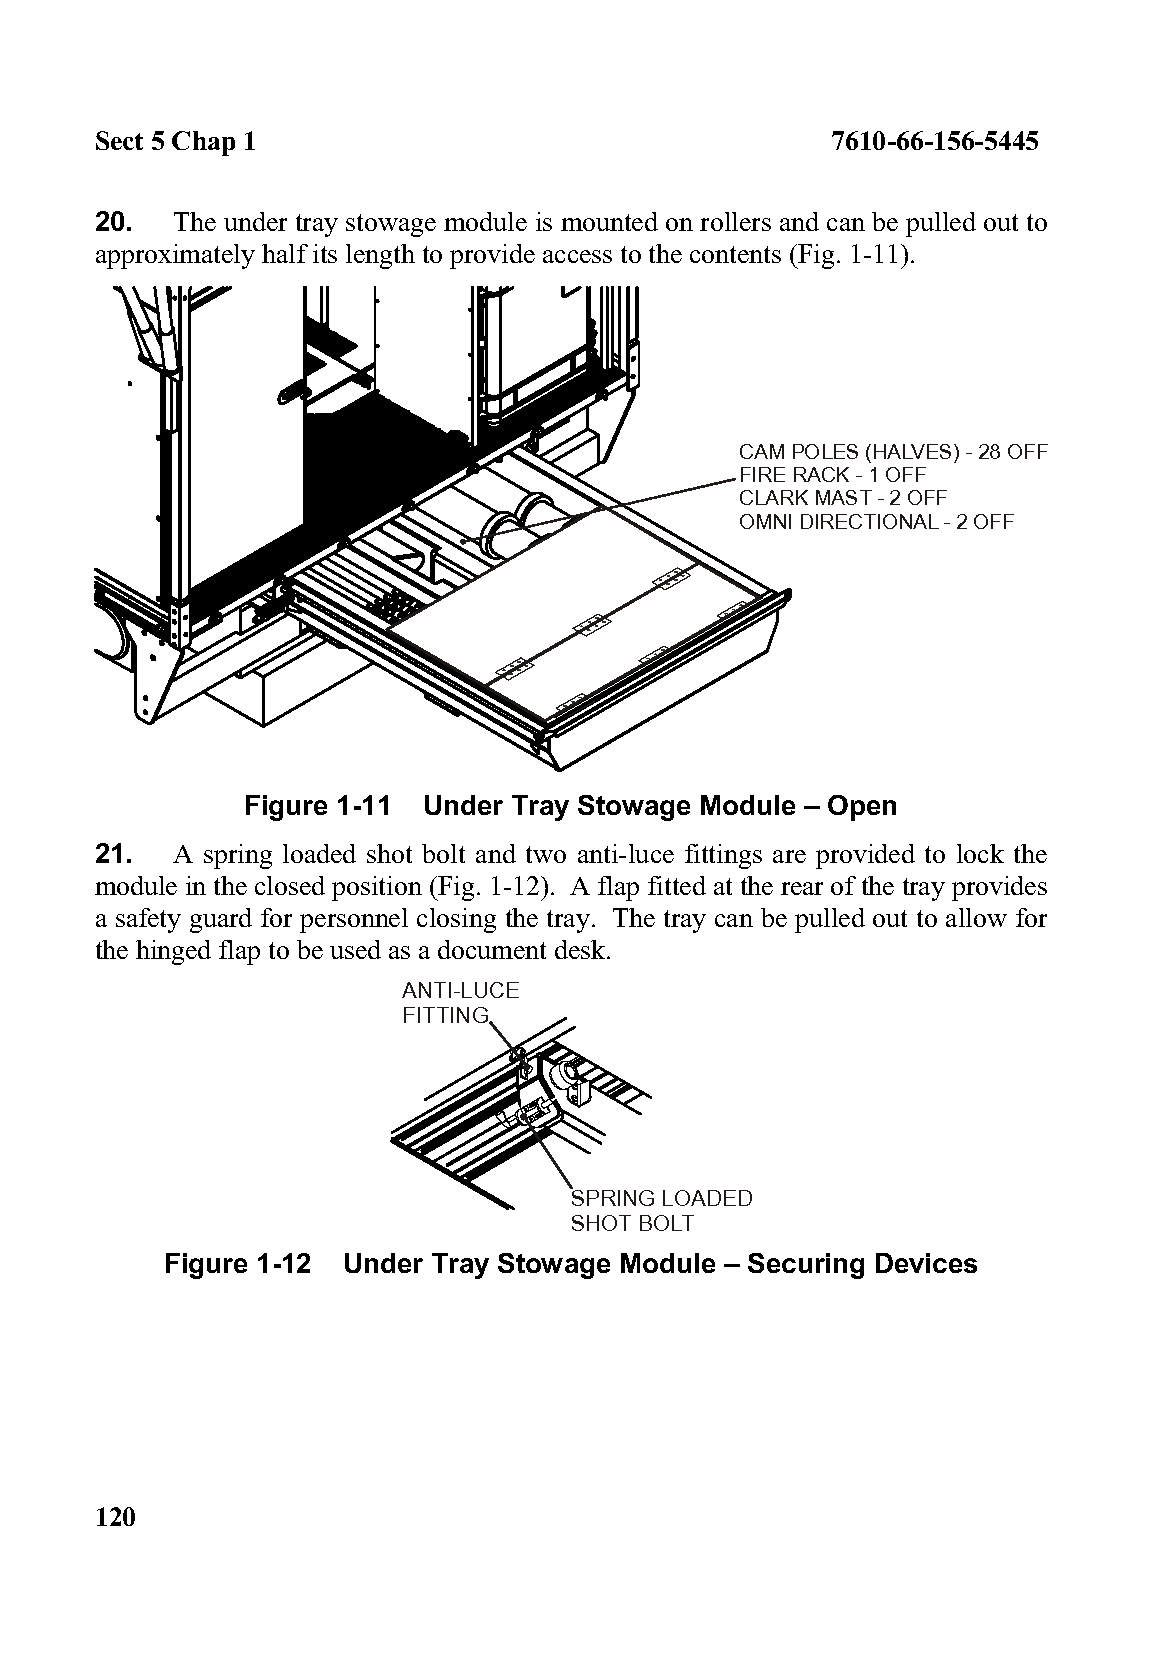 Sect 5 Chap 1 7610-66-156-5445
20. The under tray stowage module is mounted on rollers and can be pulled out to
approximately half its length to provide access to the contents (Fig. 1-11).
CAM POLES (HALVES) - 28 OFF
FIRE RACK - 1 OFF
CLARK MAST - 2 OFF
OMNI DIRECTIONAL - 2 OFF
Figure 1-11 Under Tray Stowage Module – Open
21. A spring loaded shot bolt and two anti-luce fittings are provided to lock the
module in the closed position (Fig. 1-12). A flap fitted at the rear of the tray provides
a safety guard for personnel closing the tray. The tray can be pulled out to allow for
the hinged flap to be used as a document desk.
ANTI-LUCE
FITTING
SPRING LOADED
SHOT BOLT
Figure 1-12 Under Tray Stowage Module – Securing Devices
120